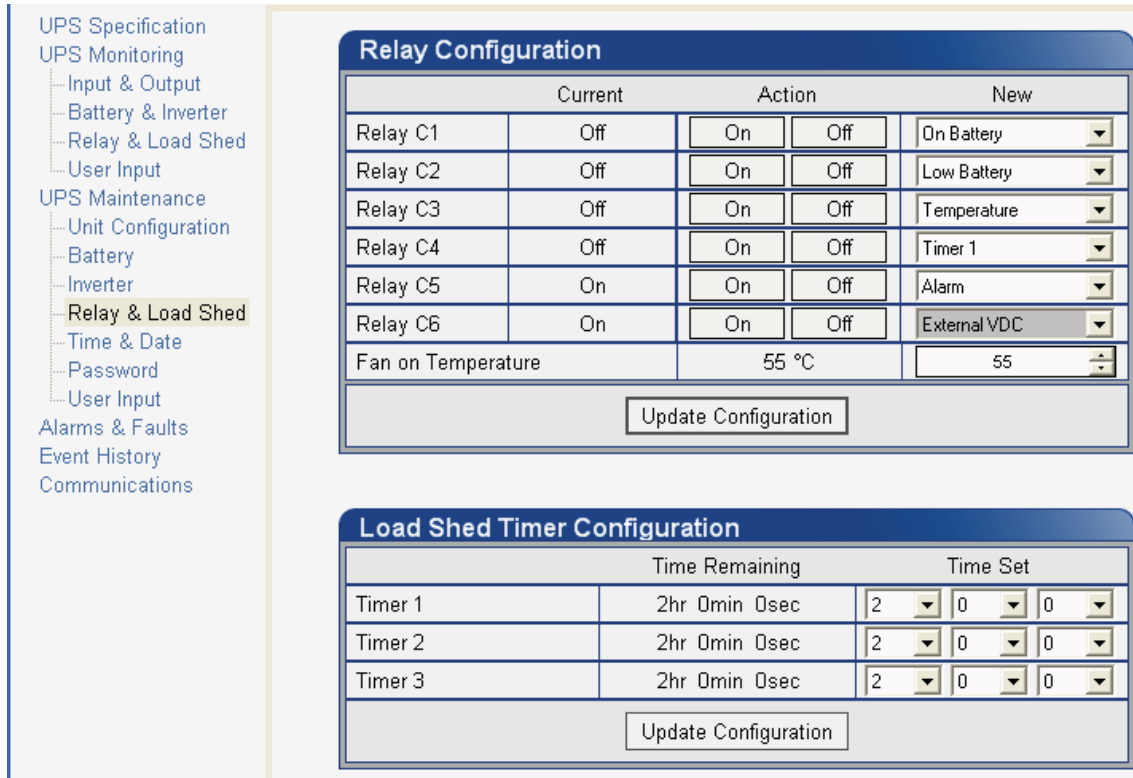 UPS Specification
UPS Monitoring
Input & Output
Battery & Inverter
Relay & Load Shed
User Input
UPS Maintenance
Unit Configuration
Battery
Inverter
Relay & Load Shed
Time & Date
Password
User Input
Alarms & Faults
Event History
Communications
Relay Configuration
Current Action New
Relay C1 Off On Off On Battery
Relay C2 Off On Off Low Battery
Relay C3 Off On Off Temperature
Relay C4 Off On Off Timer 1
Relay C5 On On Off Alarm
Relay C6 On On Off External VDC
Fan on Temperature 55 °C 55
Update Configuration
Load Shed Timer Configuration
Time Remaining Time Set
Timer 1 2hr 0min 0sec 2 0 0
Timer 2 2hr 0min 0sec 2 0 0
Timer 3 2hr 0min 0sec 2 0 0
Update Configuration